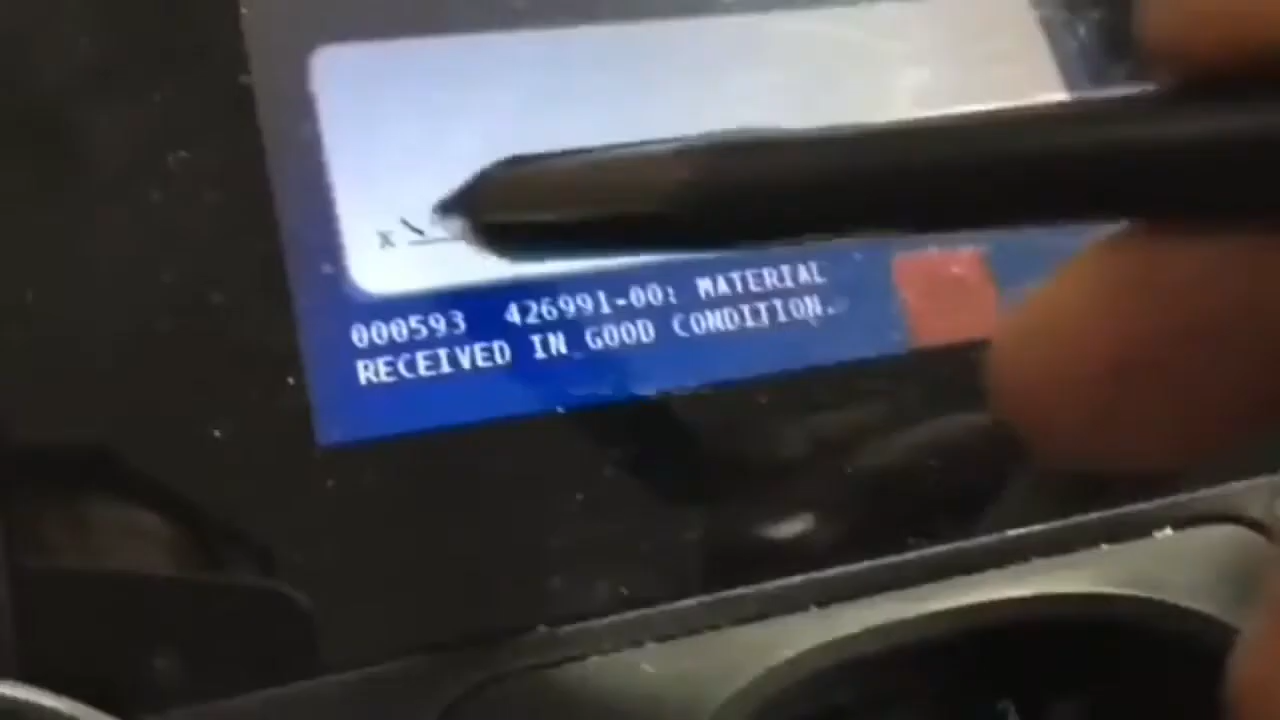 X
000593 426991-00: MATERIAL
RECEIVED IN GOOD CONDITION.